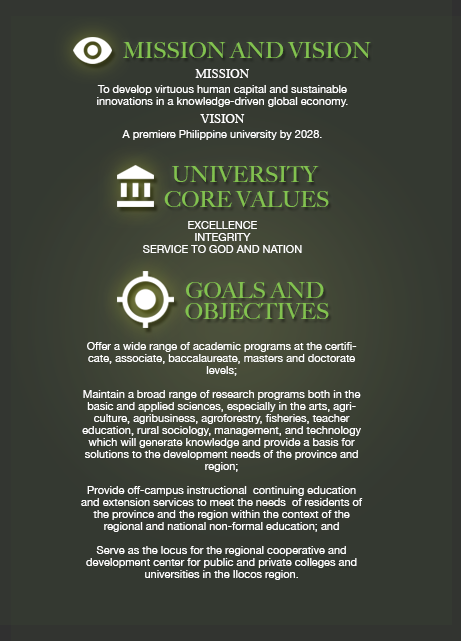 MISSION AND VISION
MISSION
To develop virtuous human capital and sustainable
innovations in a knowledge-driven global economy.
VISION
A premiere Philippine university by 2028.
UNIVERSITY
CORE VALUES
EXCELLENCE
INTEGRITY
SERVICE TO GOD AND NATION
GOALS AND
OBJECTIVES
Offer a wide range of academic programs at the certifi-
cate, associate, baccalaureate, masters and doctorate
levels;
Maintain a broad range of research programs both in the
basic and applied sciences, especially in the arts, agri-
culture, agribusiness, agroforestry, fisheries, teacher
education, rural sociology, management, and technology
which will generate knowledge and provide a basis for
solutions to the development needs of the province and
region;
Provide off-campus instructional  continuing education
and extension services to meet the needs  of residents of
the province and the region within the context of the
regional and national non-formal education; and
Serve as the locus for the regional cooperative and
development center for public and private colleges and
universities in the Ilocos region.